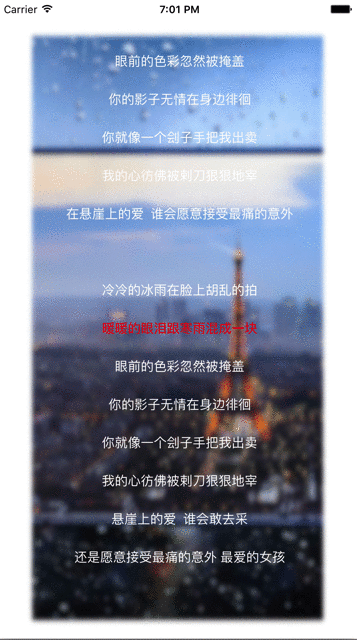 Carrier 7:01 PM
眼前的色彩忽然被掩盖
你的影子无情在身边徘徊
你就像一个刽子手把我出卖
我的心彷佛被刺刀狠狠地宰
在悬崖上的爱 谁会愿意接受最痛的意外
冷冷的冰雨在脸上胡乱的拍
暖暖的眼泪跟寒雨混成一块
眼前的色彩忽然被掩盖
你的影子无情在身边徘徊
你就像一个刽子手把我出卖
我的心彷佛被刺刀狠狠地宰
悬崖上的爱 谁会敢去采
还是愿意接受最痛的意外 最爱的女孩